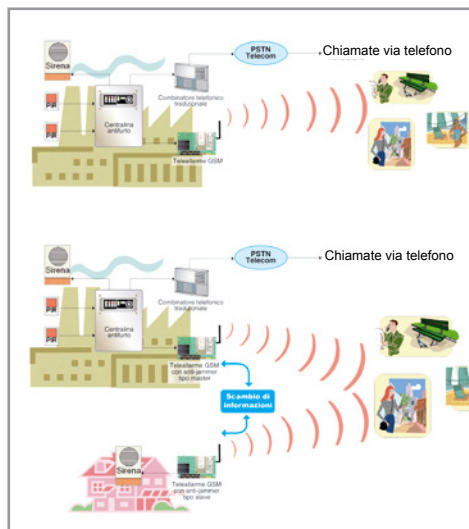 PSTN
Telecom
Chiamate via telefono
Sirena
Combinatore telefonico
tradizionale
PIR
PIR
Centralina
antifurto
Teleallarme GSM
PSTN
Telecom
Chiamate via telefono
Sirena
Combinatore telefonico
tradizionale
PIR
PIR
Centralina
antifurto
Teleallarme GSM
con anti-jammer
tipo master
Scambio di
informazioni
Sirena
Teleallarme GSM
con anti-jammer
tipo slave